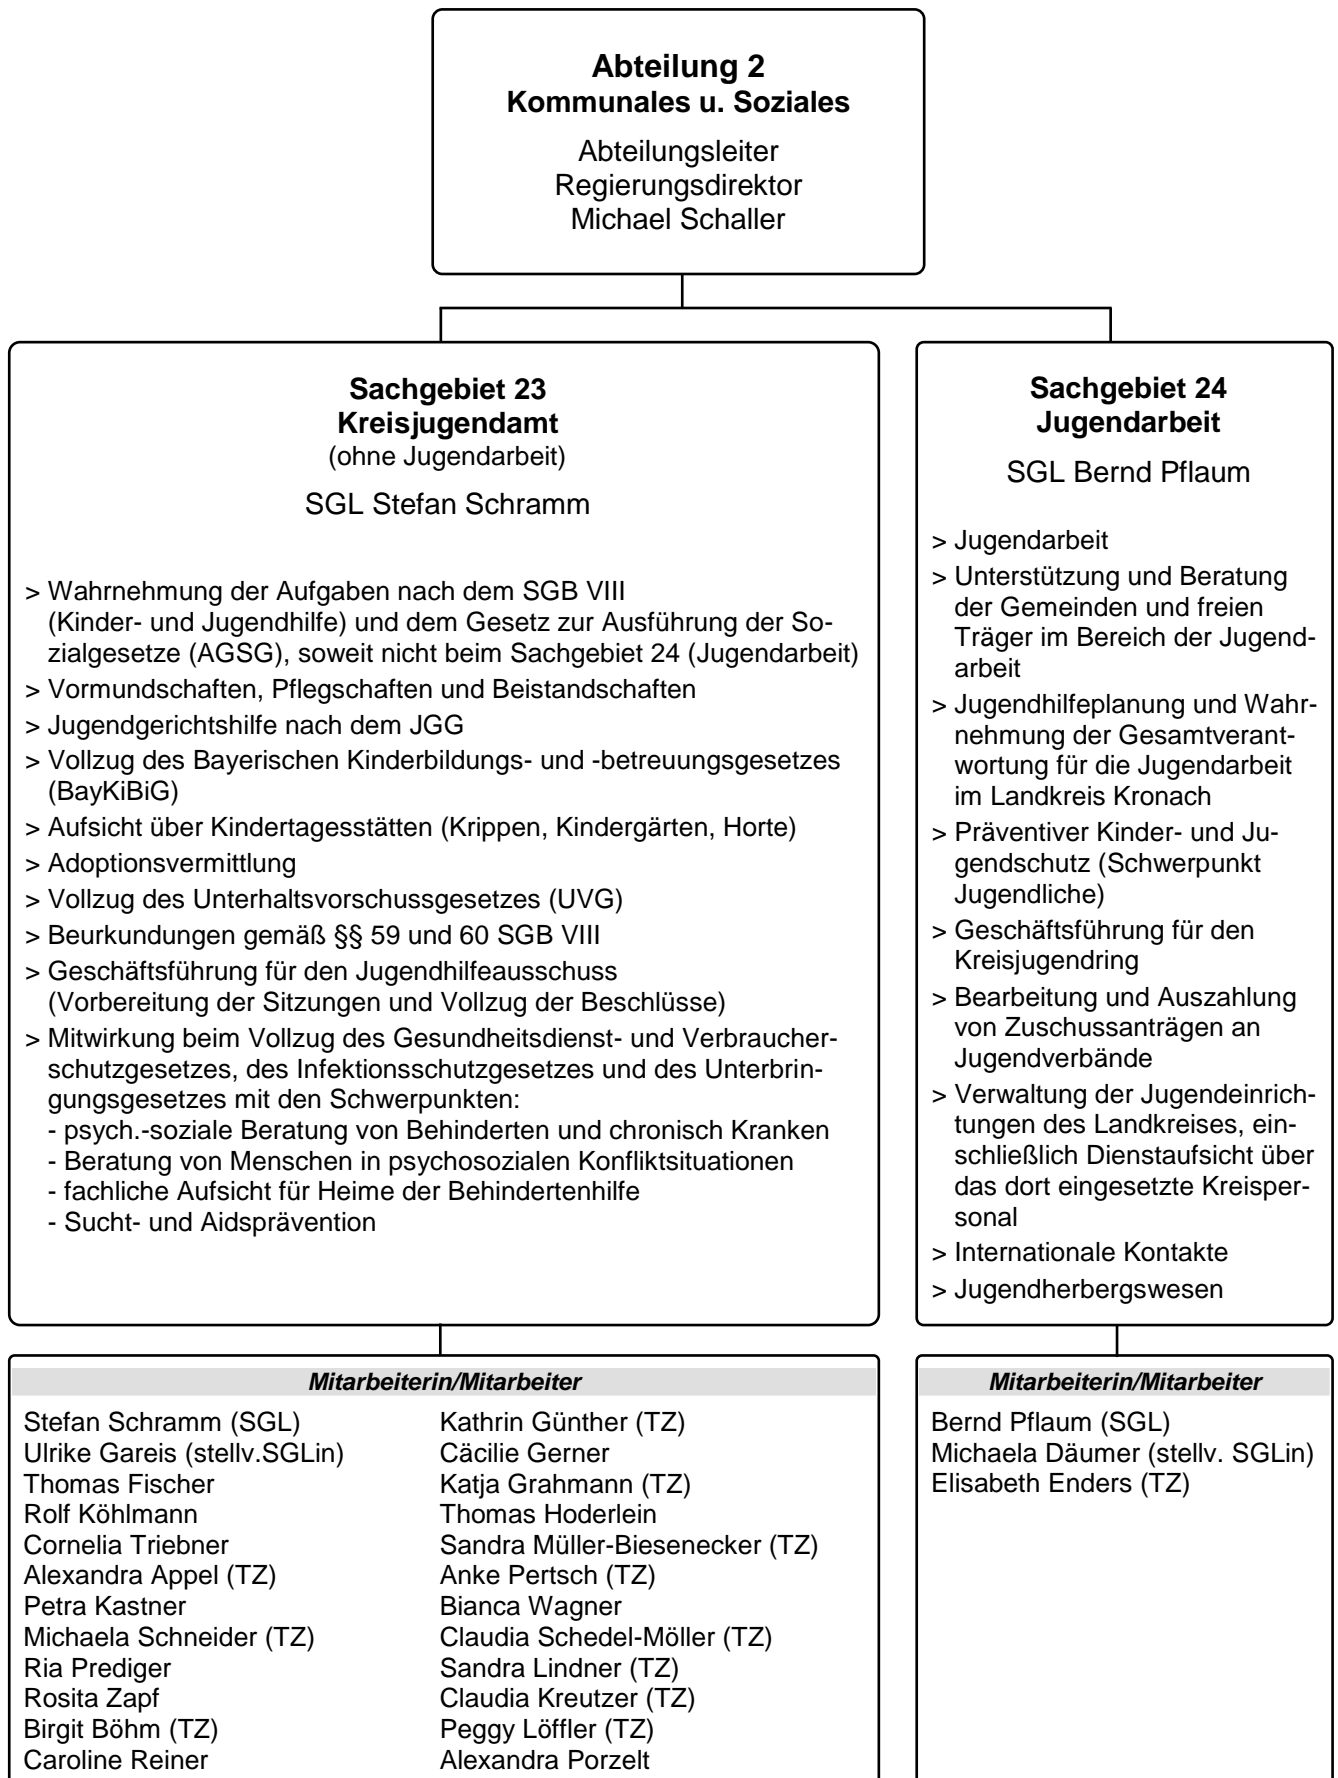 Abteilung 2
Kommunales u. Soziales
Abteilungsleiter
Regierungsdirektor
Michael Schaller
Sachgebiet 23
Kreisjugendamt
(ohne Jugendarbeit)
SGL Stefan Schramm
> Wahrnehmung der Aufgaben nach dem SGB VIII
(Kinder- und Jugendhilfe) und dem Gesetz zur Ausführung der So-
zialgesetze (AGSG), soweit nicht beim Sachgebiet 24 (Jugendarbeit)
> Vormundschaften, Pflegschaften und Beistandschaften
> Jugendgerichtshilfe nach dem JGG
> Vollzug des Bayerischen Kinderbildungs- und -betreuungsgesetzes
(BayKiBiG)
> Aufsicht über Kindertagesstätten (Krippen, Kindergärten, Horte)
> Adoptionsvermittlung
> Vollzug des Unterhaltsvorschussgesetzes (UVG)
> Beurkundungen gemäß §§ 59 und 60 SGB VIII
> Geschäftsführung für den Jugendhilfeausschuss
(Vorbereitung der Sitzungen und Vollzug der Beschlüsse)
> Mitwirkung beim Vollzug des Gesundheitsdienst- und Verbraucher-
schutzgesetzes, des Infektionsschutzgesetzes und des Unterbrin-
gungsgesetzes mit den Schwerpunkten:
- psych.-soziale Beratung von Behinderten und chronisch Kranken
- Beratung von Menschen in psychosozialen Konfliktsituationen
- fachliche Aufsicht für Heime der Behindertenhilfe
- Sucht- und Aidsprävention
Sachgebiet 24
Jugendarbeit
SGL Bernd Pflaum
> Jugendarbeit
> Unterstützung und Beratung
der Gemeinden und freien
Träger im Bereich der Jugend-
arbeit
> Jugendhilfeplanung und Wahr-
nehmung der Gesamtverant-
wortung für die Jugendarbeit
im Landkreis Kronach
> Präventiver Kinder- und Ju-
gendschutz (Schwerpunkt
Jugendliche)
> Geschäftsführung für den
Kreisjugendring
> Bearbeitung und Auszahlung
von Zuschussanträgen an
Jugendverbände
> Verwaltung der Jugendeinrich-
tungen des Landkreises, ein-
schließlich Dienstaufsicht über
das dort eingesetzte Kreisper-
sonal
> Internationale Kontakte
> Jugendherbergswesen
Mitarbeiterin/Mitarbeiter
Stefan Schramm (SGL)
Ulrike Gareis (stellv.SGLin)
Thomas Fischer
Rolf Köhlmann
Cornelia Triebner
Alexandra Appel (TZ)
Petra Kastner
Michaela Schneider (TZ)
Ria Prediger
Rosita Zapf
Birgit Böhm (TZ)
Caroline Reiner
Kathrin Günther (TZ)
Cäcilie Gerner
Katja Grahmann (TZ)
Thomas Hoderlein
Sandra Müller-Biesenecker (TZ)
Anke Pertsch (TZ)
Bianca Wagner
Claudia Schedel-Möller (TZ)
Sandra Lindner (TZ)
Claudia Kreutzer (TZ)
Peggy Löffler (TZ)
Alexandra Porzelt
Mitarbeiterin/Mitarbeiter
Bernd Pflaum (SGL)
Michaela Däumer (stellv. SGLin)
Elisabeth Enders (TZ)